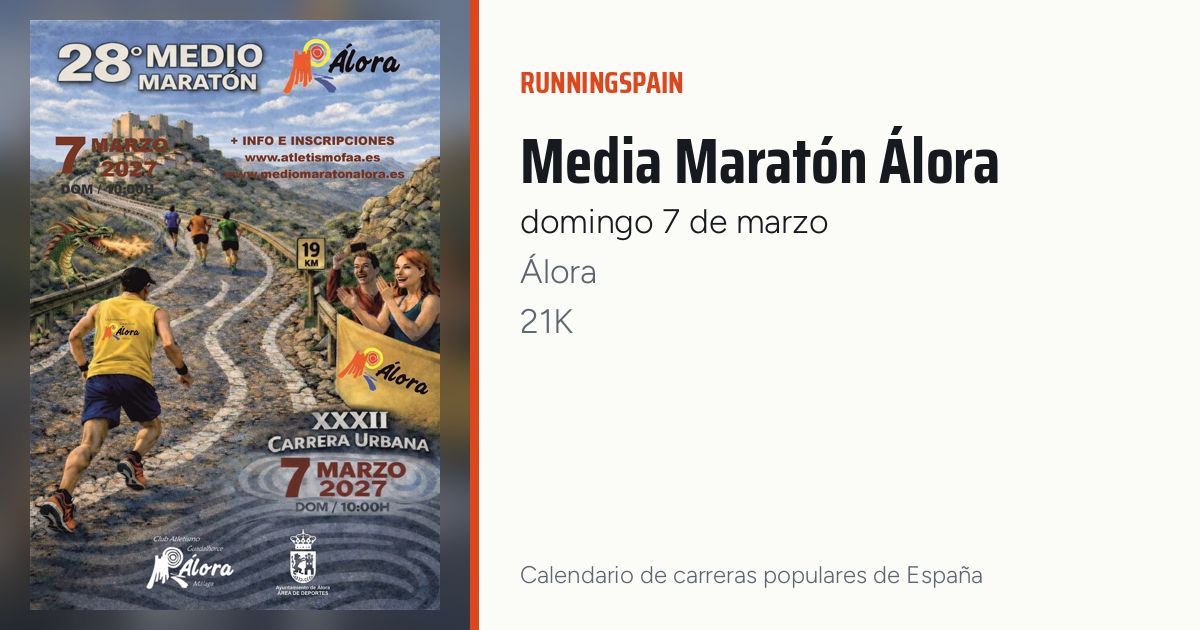 28º MEDIO
MARATÓN
Álora
7 MARZO
2027
DOM / 10:00H
+ INFO E INSCRIPCIONES
www.atletismofaa.es
www.mediomaratonalora.es
19
KM
Álora
Álora
XXXII
CARRERA URBANA
7 MARZO
2027
DOM / 10:00H
Club Atletismo
Guadalhorce
Álora
Málaga
Ayuntamiento de Álora
ÁREA DE DEPORTES
RUNNINGSPAIN
Media Maratón Álora
domingo 7 de marzo
Álora
21K
Calendario de carreras populares de España